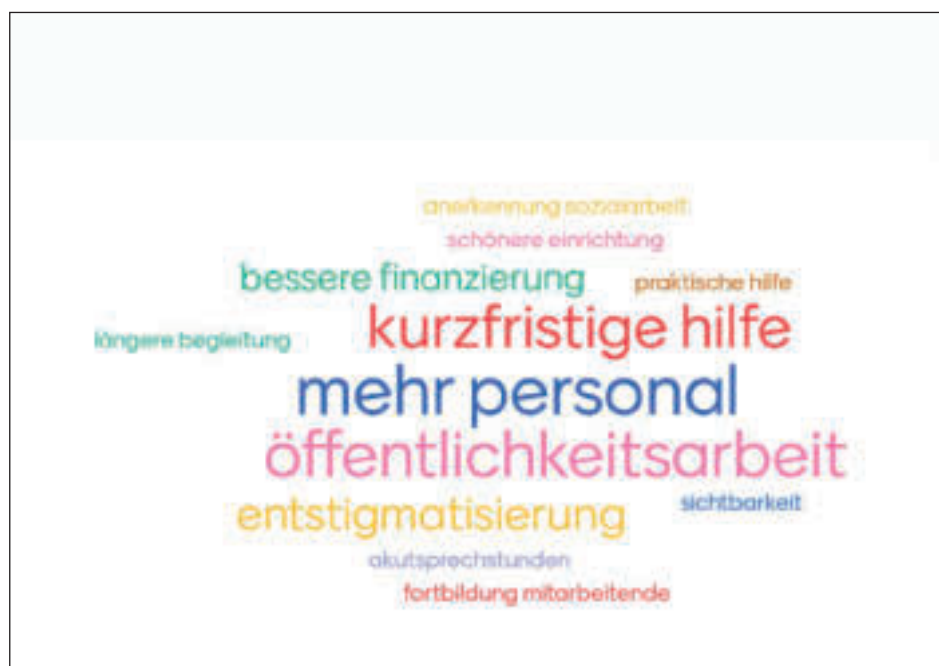 anerkennung sozialarbeit
schönere einrichtung
bessere finanzierung
praktische hilfe
kurzfristige hilfe
längere begleitung
mehr personal
öffentlichkeitsarbeit
entstigmatisierung
sichtbarkeit
akutsprechstunden
fortbildung mitarbeitende